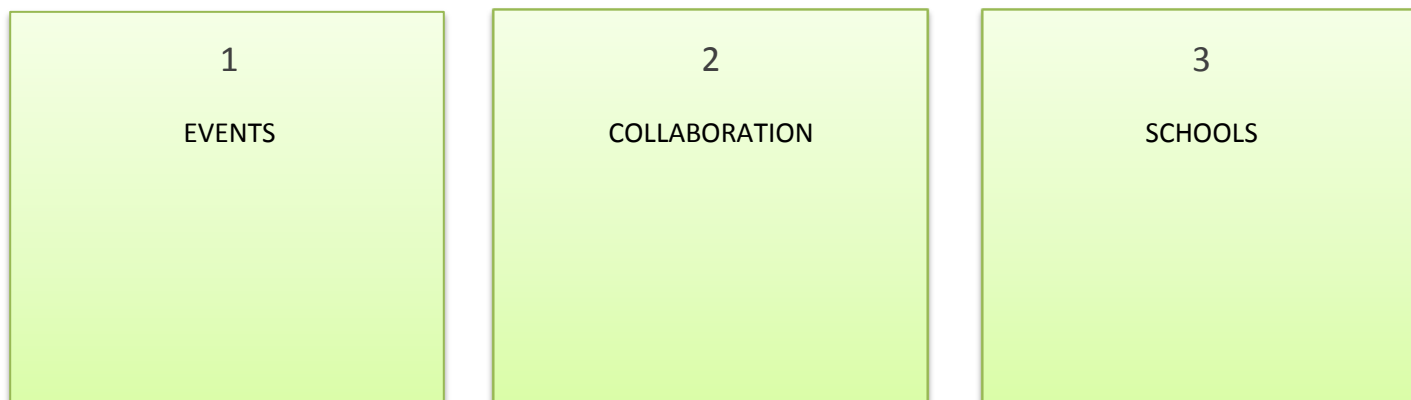 1
EVENTS
2
COLLABORATION
3
SCHOOLS